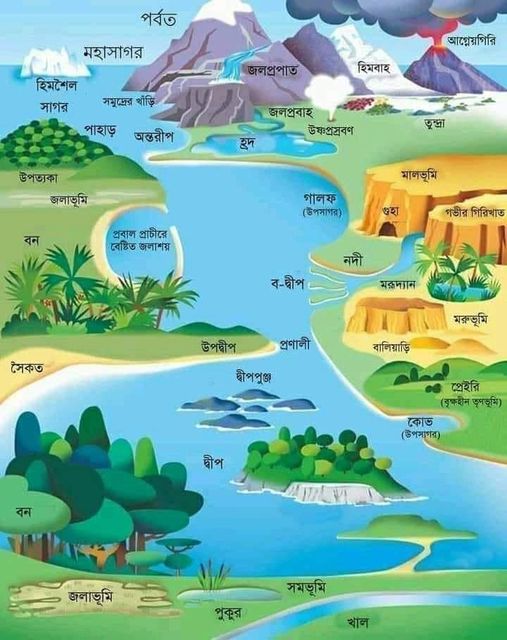 পর্বত
আগ্নেয়গিরি
মহাসাগর
হিমশৈল
জলপ্রপাত
হিমবাহ
সাগর
সমুদ্রের খাঁড়ি
জলপ্রবাহ
পাহাড়
অন্তরীপ
হ্রদ
উষ্ণপ্রস্রবণ
তুন্দ্রা
উপত্যকা
মালভূমি
জলাভূমি
গালফ
(উপসাগর)
গুহা
গভীর গিরিখাত
বন
প্রবাল প্রাচীরে
বেষ্টিত জলাশয়
নদী
ব-দ্বীপ
মরূদ্যান
মরুভূমি
উপদ্বীপ
প্রণালী
বালিয়াড়ি
সৈকত
দ্বীপপুঞ্জ
প্রেইরি
(বৃক্ষহীন তৃণভূমি)
কোভ
(উপসাগর)
দ্বীপ
বন
জলাভূমি
সমভূমি
পুকুর
খাল